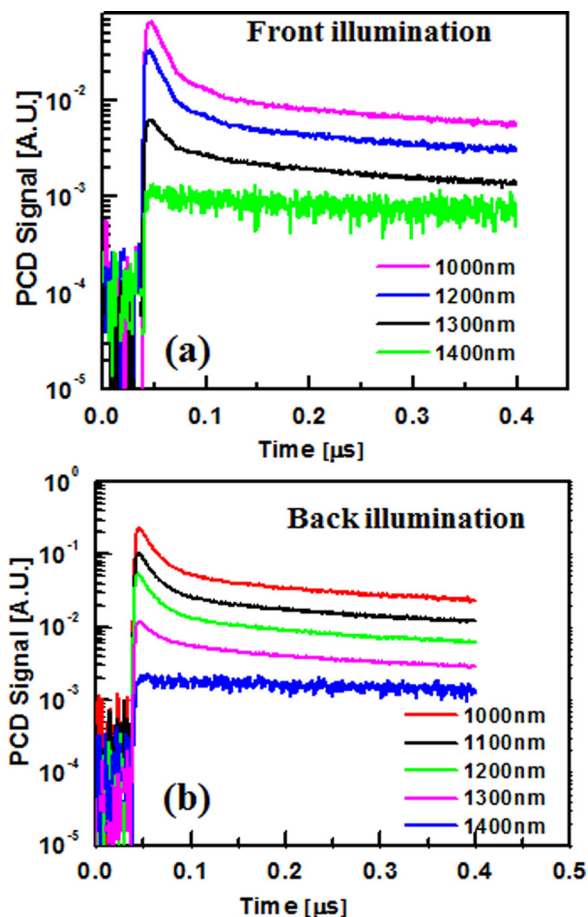 Front illumination
PCD Signal [A.U.]
10⁻²
10⁻³
10⁻⁴
10⁻⁵
1000nm
1200nm
1300nm
1400nm
(a)
0.0 0.1 0.2 0.3 0.4
Time [μs]
Back illumination
PCD Signal [A.U.]
10⁰
10⁻¹
10⁻²
10⁻³
10⁻⁴
10⁻⁵
1000nm
1100nm
1200nm
1300nm
1400nm
(b)
0.0 0.1 0.2 0.3 0.4 0.5
Time [μs]